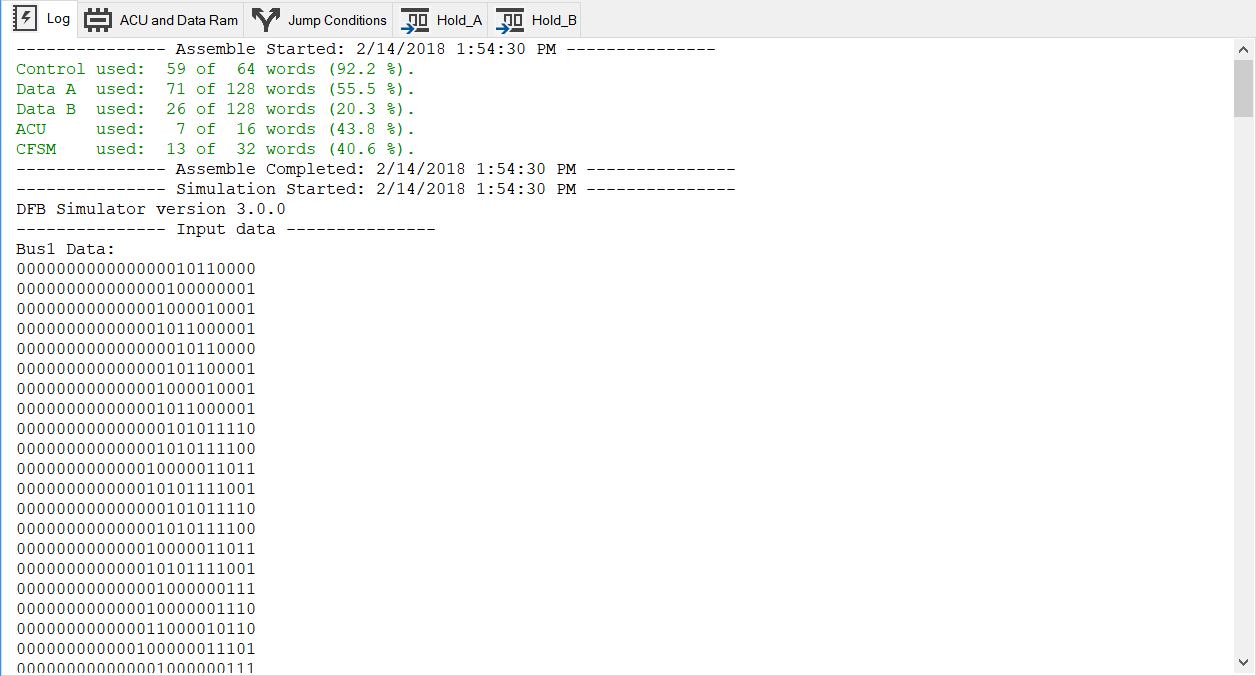 Log ACU and Data Ram Jump Conditions Hold_A Hold_B
--------------- Assemble Started: 2/14/2018 1:54:30 PM ---------------
Control used:  59 of  64 words (92.2 %).
Data A  used:  71 of 128 words (55.5 %).
Data B  used:  26 of 128 words (20.3 %).
ACU     used:   7 of  16 words (43.8 %).
CFSM    used:  13 of  32 words (40.6 %).
--------------- Assemble Completed: 2/14/2018 1:54:30 PM ---------------
--------------- Simulation Started: 2/14/2018 1:54:30 PM ---------------
DFB Simulator version 3.0.0
--------------- Input data ---------------
Bus1 Data:
000000000000000010110000
000000000000000100000001
000000000000001000010001
000000000000001011000001
000000000000000010110000
000000000000000101100001
000000000000001000010001
000000000000001011000001
000000000000000101011110
000000000000001010111100
000000000000010000011011
000000000000010101111001
000000000000000101011110
000000000000001010111100
000000000000010000011011
000000000000010101111001
000000000000001000000111
000000000000010000001110
000000000000011000010110
000000000000100000011101
000000000000001000000111